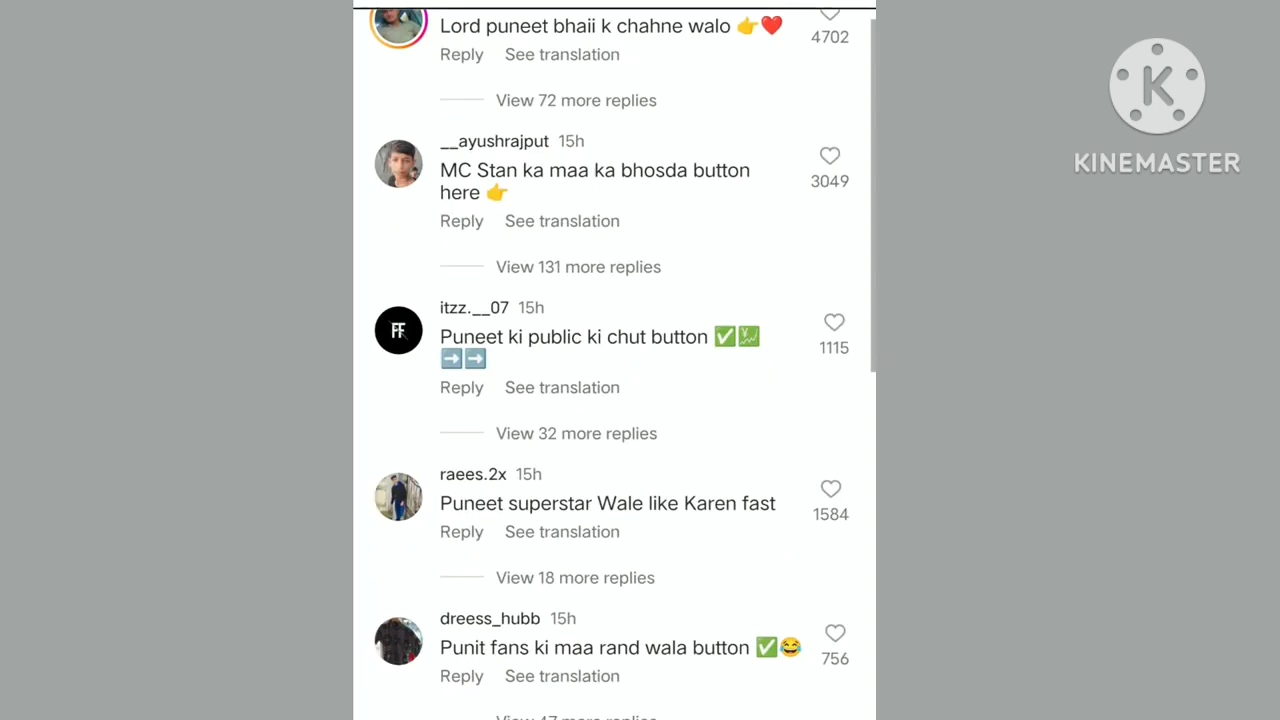 Lord puneet bhaii k chahne walo 👉❤️
4702
Reply See translation
View 72 more replies
__ayushrajput 15h
MC Stan ka maa ka bhosda button
here 👉
3049
Reply See translation
View 131 more replies
itzz.__07 15h
Puneet ki public ki chut button ✅💹
➡️➡️
1115
Reply See translation
View 32 more replies
raees.2x 15h
Puneet superstar Wale like Karen fast
1584
Reply See translation
View 18 more replies
dreess_hubb 15h
Punit fans ki maa rand wala button ✅😂
756
Reply See translation
View 47 more replies
K
KINEMASTER